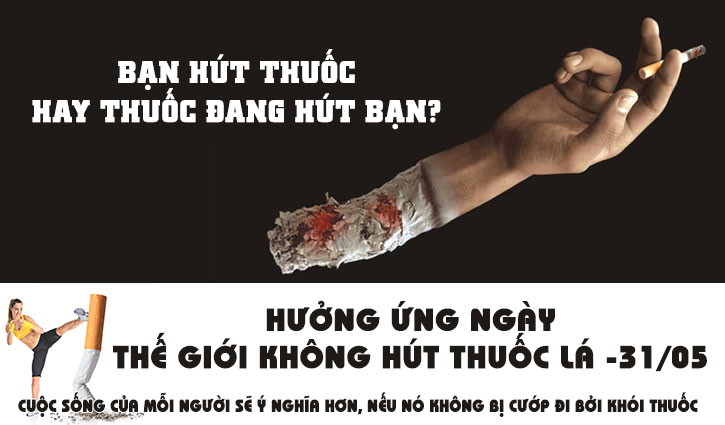 BẠN HÚT THUỐC
HAY THUỐC ĐANG HÚT BẠN?
HƯỞNG ỨNG NGÀY
THẾ GIỚI KHÔNG HÚT THUỐC LÁ -31/05
CUỘC SỐNG CỦA MỖI NGƯỜI SẼ Ý NGHĨA HƠN, NẾU NÓ KHÔNG BỊ CƯỚP ĐI BỞI KHÓI THUỐC